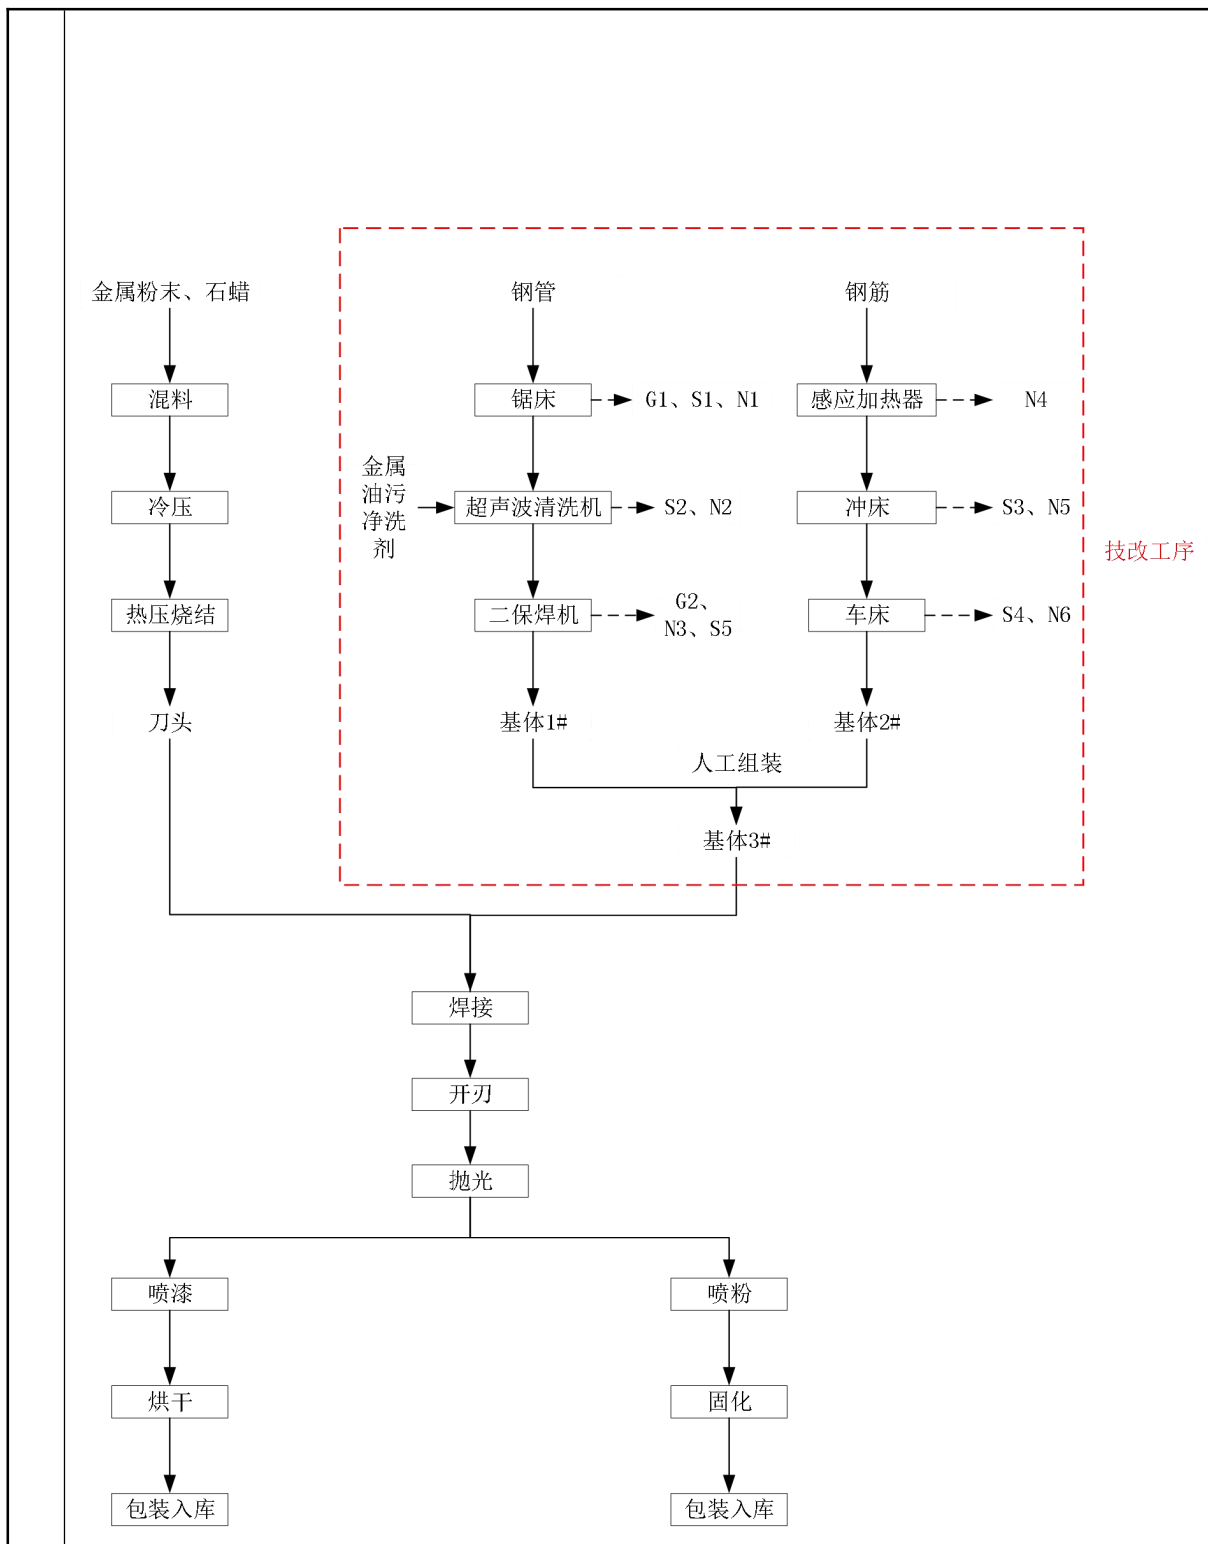 金属粉末、石蜡
钢管
钢筋
混料
锯床
G1、S1、N1
感应加热器
N4
金属
油污
净洗
剂
冷压
超声波清洗机
S2、N2
冲床
S3、N5
技改工序
热压烧结
二保焊机
G2、
N3、S5
车床
S4、N6
刀头
基体1#
基体2#
人工组装
基体3#
焊接
开刃
抛光
喷漆
喷粉
烘干
固化
包装入库
包装入库